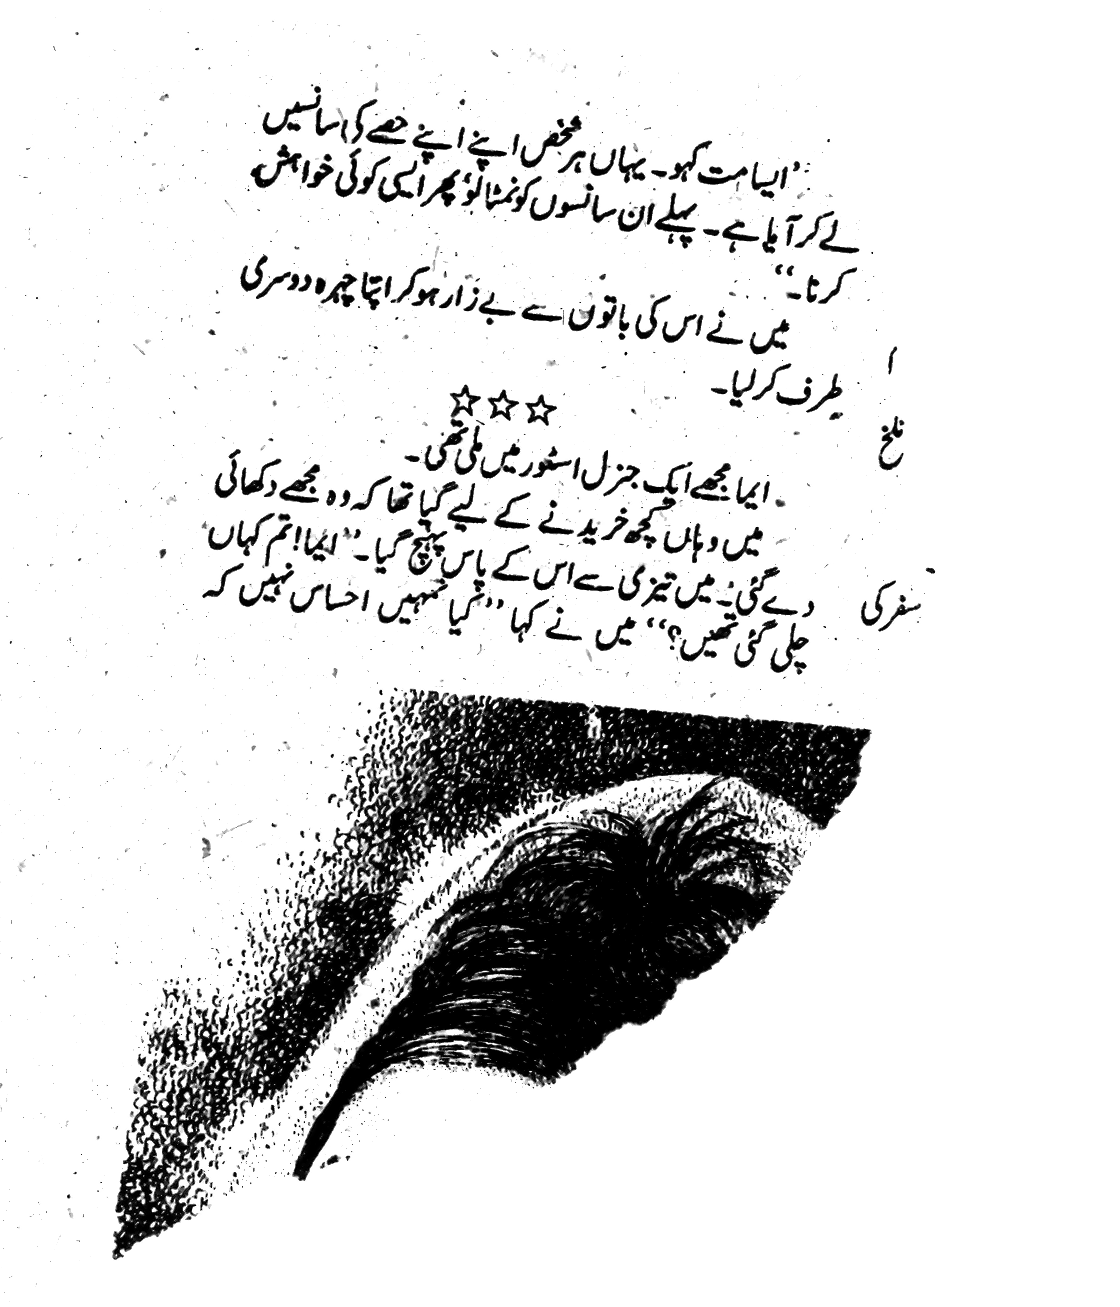 ’’ایسا مت کہو۔ یہاں ہر شخص اپنے اپنے حصے کی سانسیں
لے کر آیا ہے۔ پہلے ان سانسوں کو نمٹا لو‘ پھر ایسی کوئی خواہش
کرنا۔‘‘
میں نے اس کی باتوں سے بے زار ہو کر اپنا چہرہ دوسری
طرف کر لیا۔
☆☆☆
ایما مجھے ایک جنرل اسٹور میں ملی تھی۔
میں وہاں کچھ خریدنے کے لیے گیا تھا کہ وہ مجھے دکھائی
دے گئی۔ میں تیزی سے اس کے پاس پہنچ گیا۔ ’’ایما! تم کہاں
چلی گئی تھیں؟‘‘ میں نے کہا ’’کیا تمہیں احساس نہیں کہ
سفر کی